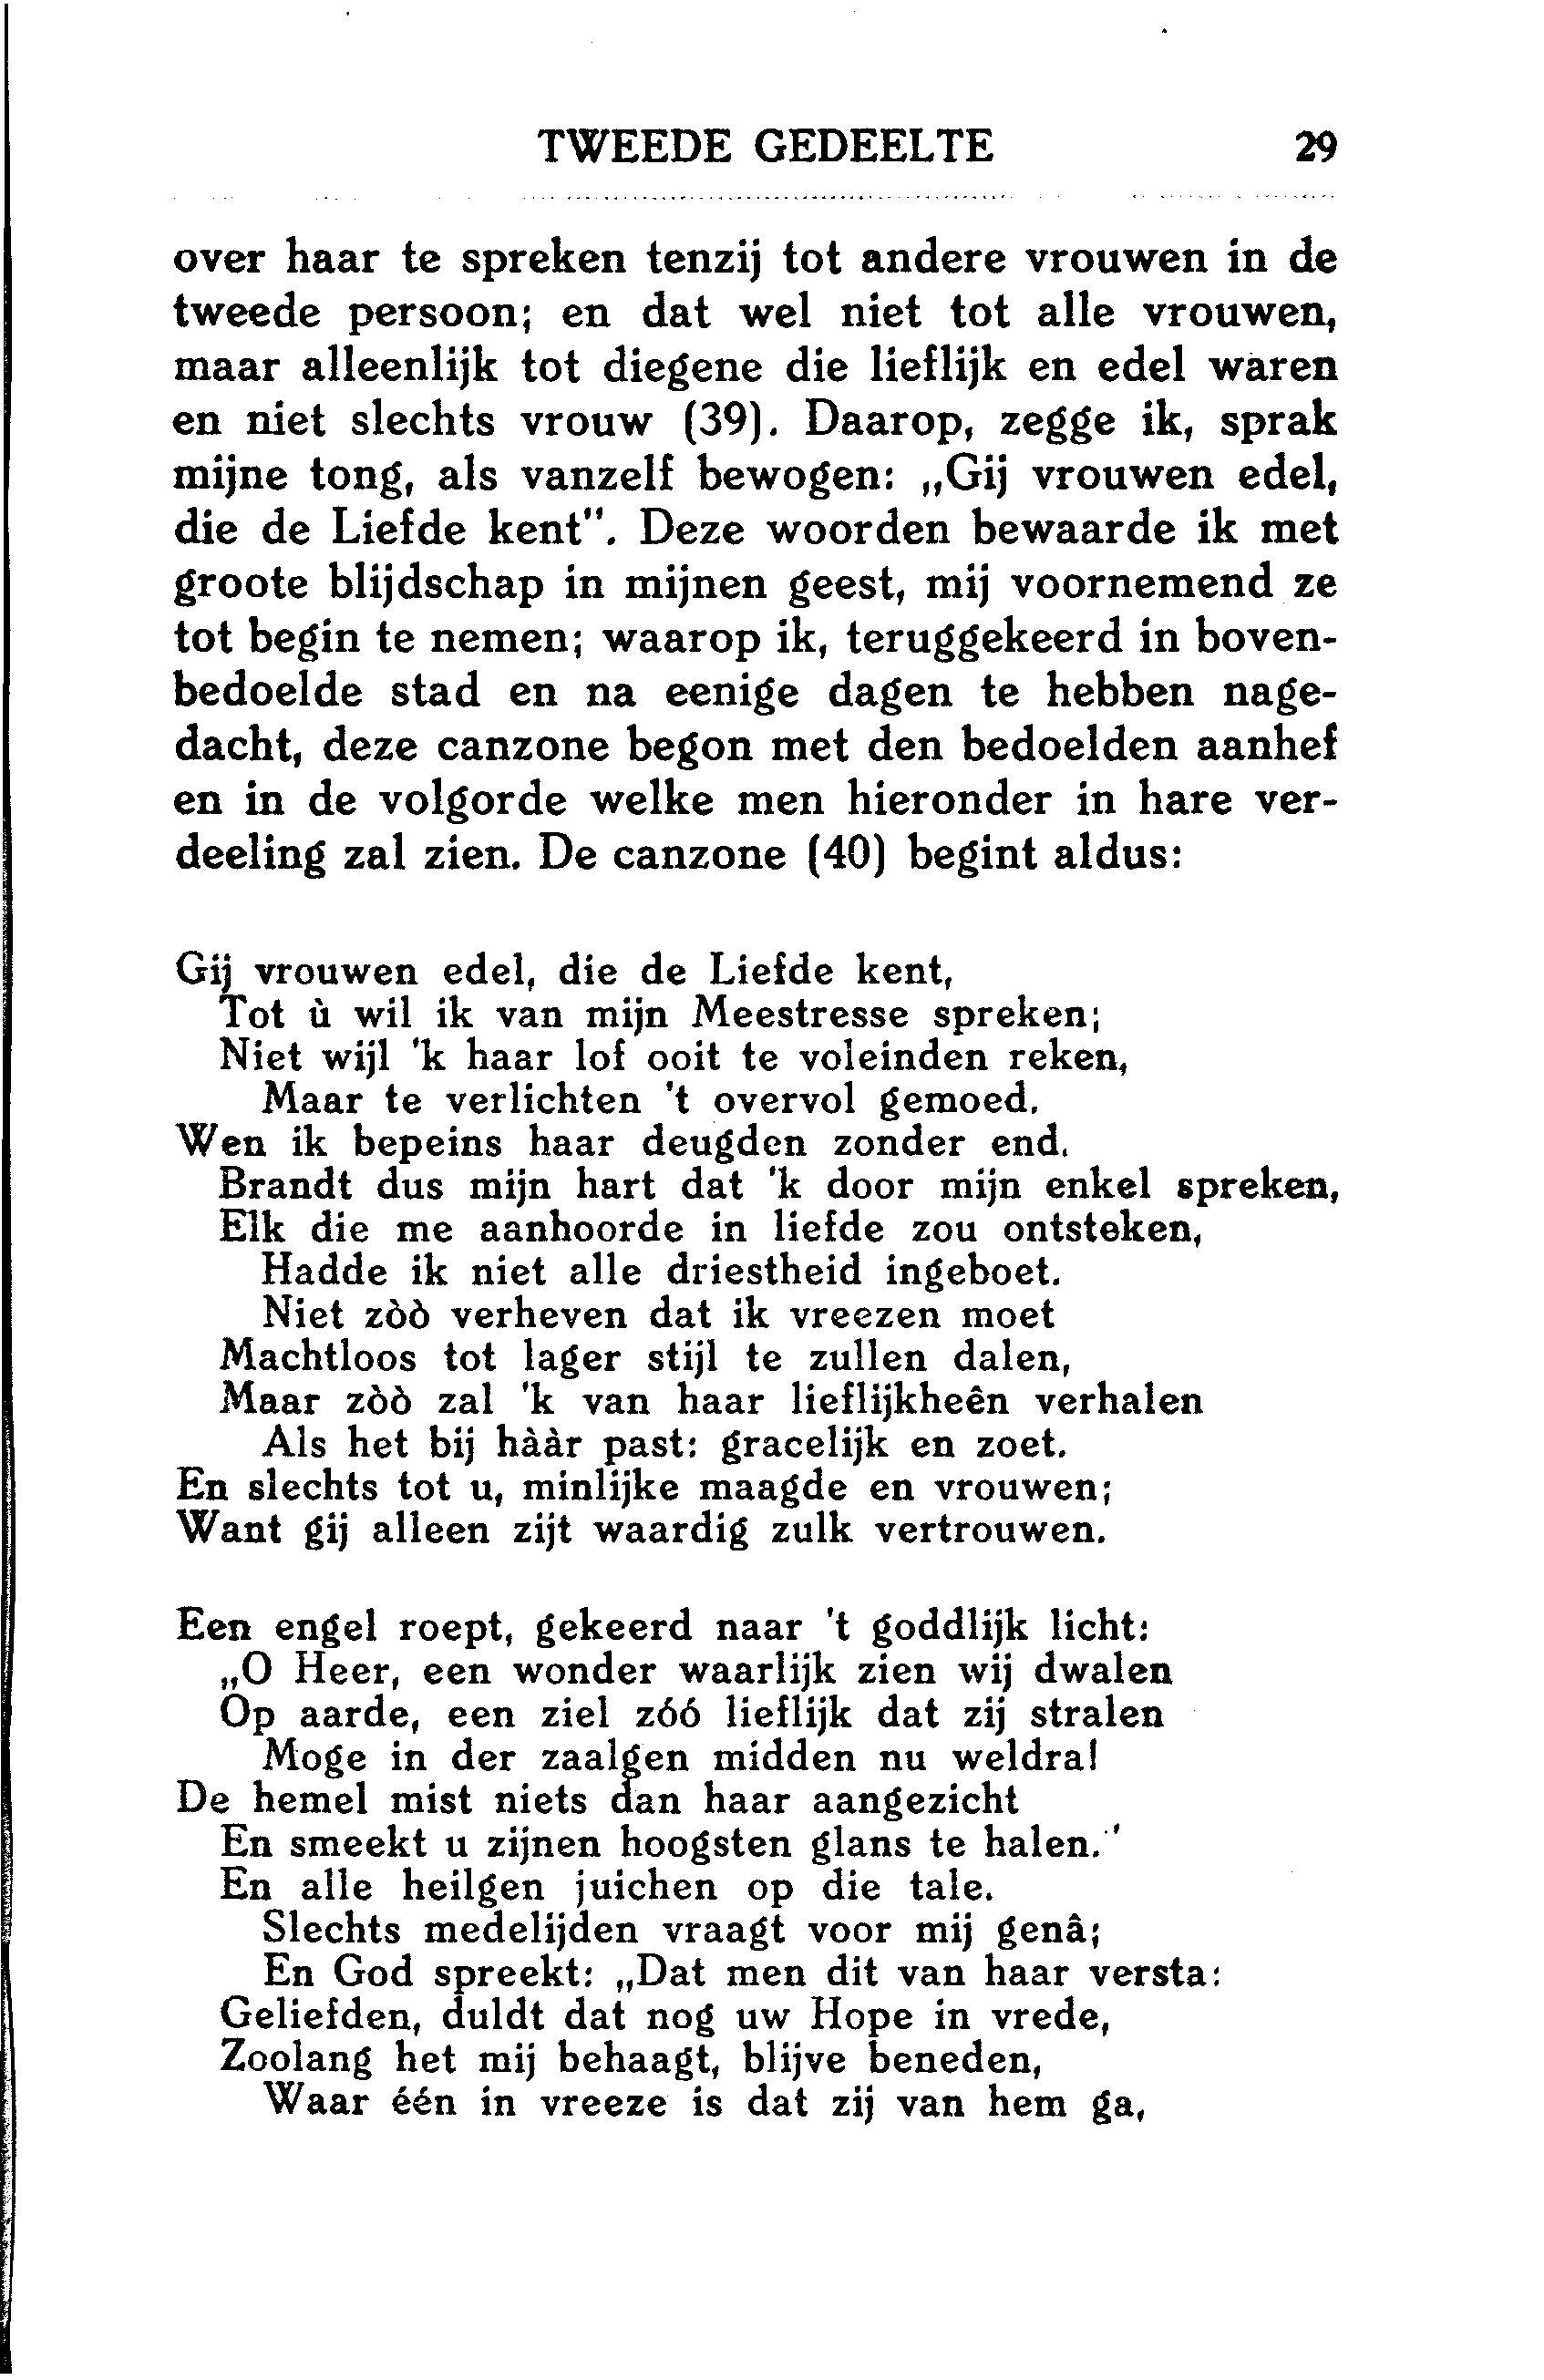 TWEEDE GEDEELTE 29
over haar te spreken tenzij tot andere vrouwen in de
tweede persoon; en dat wel niet tot alle vrouwen,
maar alleenlijk tot diegene die lieflijk en edel waren
en niet slechts vrouw (39). Daarop, zegge ik, sprak
mijne tong, als vanzelf bewogen: „Gij vrouwen edel,
die de Liefde kent". Deze woorden bewaarde ik met
groote blijdschap in mijnen geest, mij voornemend ze
tot begin te nemen; waarop ik, teruggekeerd in boven-
bedoelde stad en na eenige dagen te hebben nage-
dacht, deze canzone begon met den bedoelden aanhef
en in de volgorde welke men hieronder in hare ver-
deeling zal zien. De canzone (40) begint aldus:

Gij vrouwen edel, die de Liefde kent,
Tot ù wil ik van mijn Meestresse spreken;
Niet wijl 'k haar lof ooit te voleinden reken,
Maar te verlichten 't overvol gemoed.
Wen ik bepeins haar deugden zonder end.
Brandt dus mijn hart dat 'k door mijn enkel spreken,
Elk die me aanhoorde in liefde zou ontsteken,
Hadde ik niet alle driestheid ingeboet.
Niet zòò verheven dat ik vreezen moet
Machtloos tot lager stijl te zullen dalen,
Maar zòò zal 'k van haar lieflijkheên verhalen
Als het bij hààr past: gracelijk en zoet.
En slechts tot u, minlijke maagde en vrouwen;
Want gij alleen zijt waardig zulk vertrouwen.

Een engel roept, gekeerd naar 't goddlijk licht:
„O Heer, een wonder waarlijk zien wij dwalen
Op aarde, een ziel zóó lieflijk dat zij stralen
Moge in der zaalgen midden nu weldra!
De hemel mist niets dan haar aangezicht
En smeekt u zijnen hoogsten glans te halen."
En alle heilgen juichen op die tale.
Slechts medelijden vraagt voor mij genâ;
En God spreekt: „Dat men dit van haar versta:
Geliefden, duldt dat nog uw Hope in vrede,
Zoolang het mij behaagt, blijve beneden,
Waar één in vreeze is dat zij van hem ga,